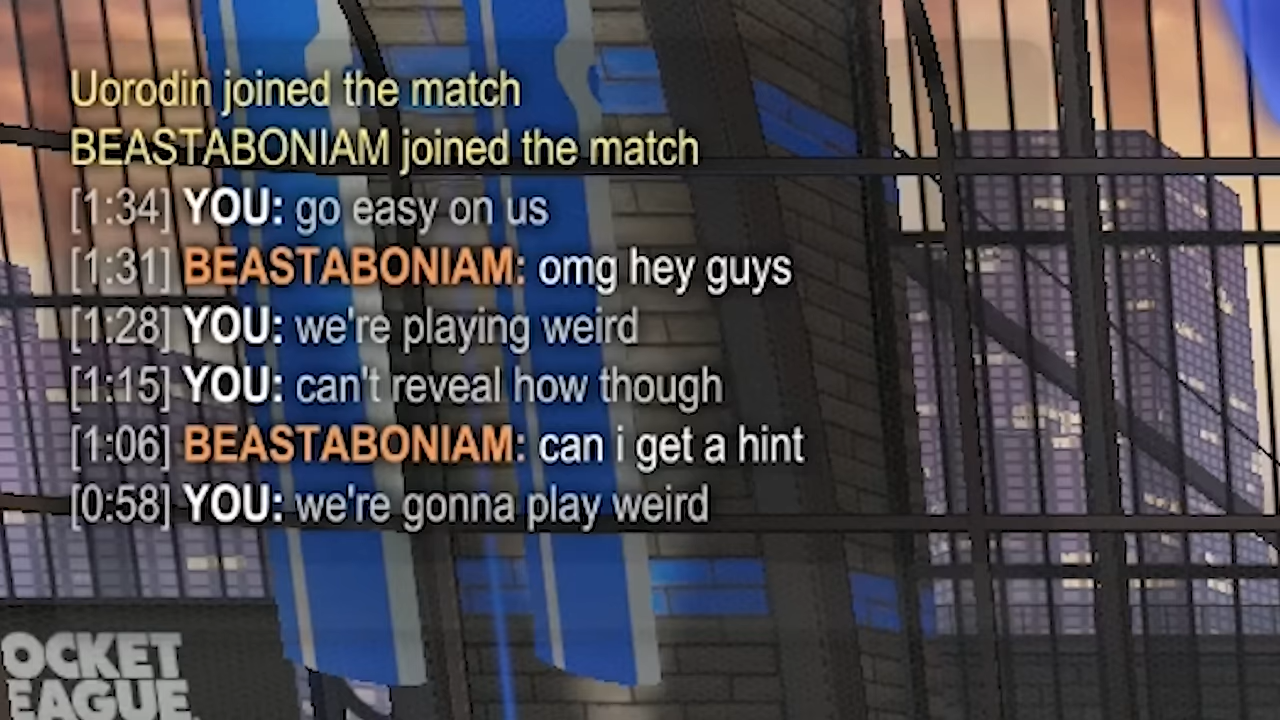 Uorodin joined the match
BEASTABONIAM joined the match
[1:34] YOU: go easy on us
[1:31] BEASTABONIAM: omg hey guys
[1:28] YOU: we're playing weird
[1:15] YOU: can't reveal how though
[1:06] BEASTABONIAM: can i get a hint
[0:58] YOU: we're gonna play weird
OCKET
EAGUE